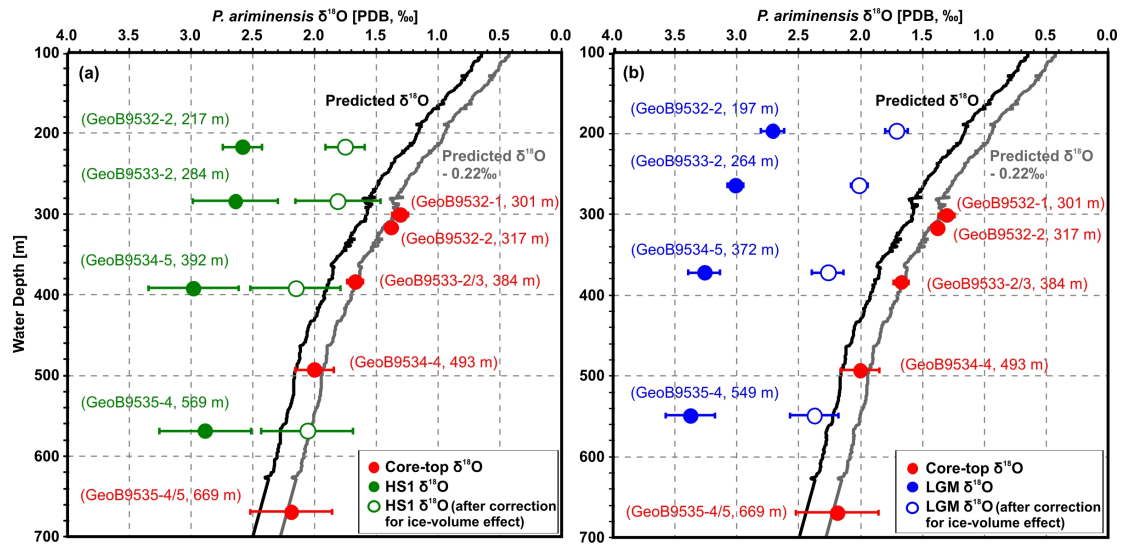 P. ariminensis δ¹⁸O [PDB, ‰]
4.0 3.5 3.0 2.5 2.0 1.5 1.0 0.5 0.0
100
200
300
400
500
600
700
Water Depth [m]
(a)
Predicted δ¹⁸O
(GeoB9532-2, 217 m)
Predicted δ¹⁸O
- 0.22‰
(GeoB9533-2, 284 m)
(GeoB9532-1, 301 m)
(GeoB9532-2, 317 m)
(GeoB9534-5, 392 m)
(GeoB9533-2/3, 384 m)
(GeoB9534-4, 493 m)
(GeoB9535-4, 569 m)
(GeoB9535-4/5, 669 m)
Core-top δ¹⁸O
HS1 δ¹⁸O
HS1 δ¹⁸O (after correction
for ice-volume effect)
P. ariminensis δ¹⁸O [PDB, ‰]
4.0 3.5 3.0 2.5 2.0 1.5 1.0 0.5 0.0
100
200
300
400
500
600
700
(b)
Predicted δ¹⁸O
(GeoB9532-2, 197 m)
Predicted δ¹⁸O
- 0.22‰
(GeoB9533-2, 264 m)
(GeoB9532-1, 301 m)
(GeoB9532-2, 317 m)
(GeoB9534-5, 372 m)
(GeoB9533-2/3, 384 m)
(GeoB9534-4, 493 m)
(GeoB9535-4, 549 m)
(GeoB9535-4/5, 669 m)
Core-top δ¹⁸O
LGM δ¹⁸O
LGM δ¹⁸O (after correction
for ice-volume effect)